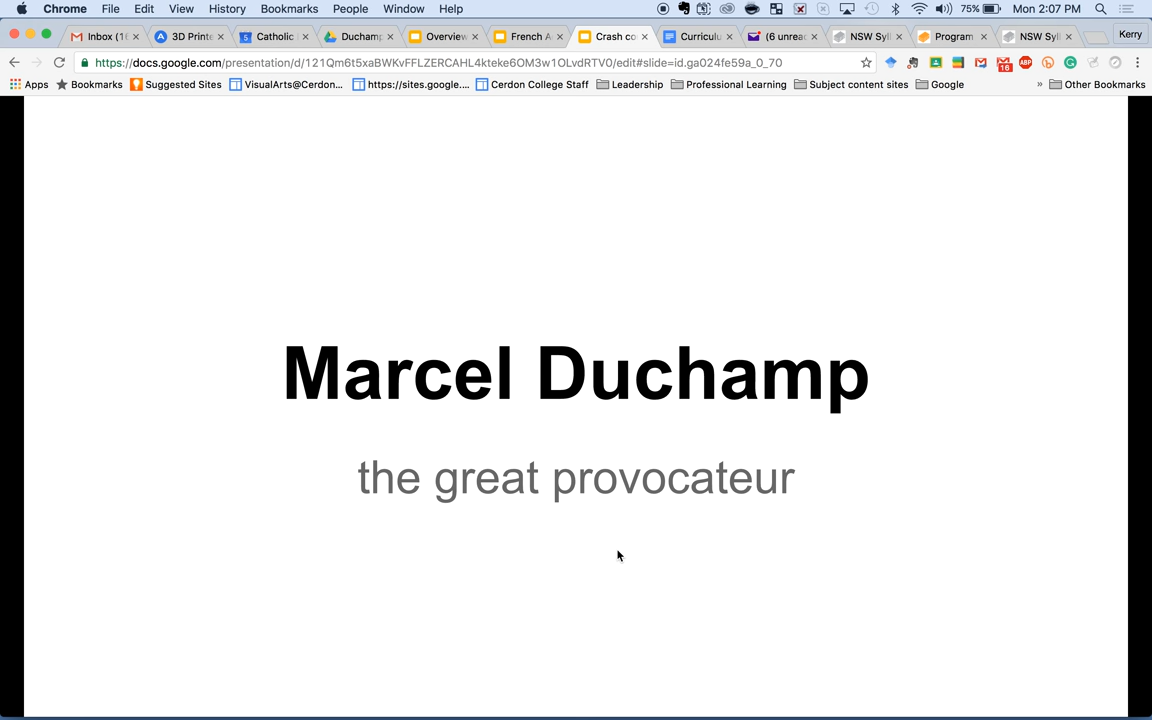 Chrome File Edit View History Bookmarks People Window Help 75% Mon 2:07 PM
Inbox (1 3D Printe Catholic Ducham Overview French A Crash co Curriculu (6 unrea NSW Syl Program NSW Syl Kerry
https://docs.google.com/presentation/d/121Qm6t5xaBWKvFFLZERCAHL4kteke6OM3w1OLvdRTV0/edit#slide=id.ga024fe59a_0_70
Apps Bookmarks Suggested Sites VisualArts@Cerdon... https://sites.google.... Cerdon College Staff Leadership Professional Learning Subject content sites Google » Other Bookmarks
Marcel Duchamp
the great provocateur